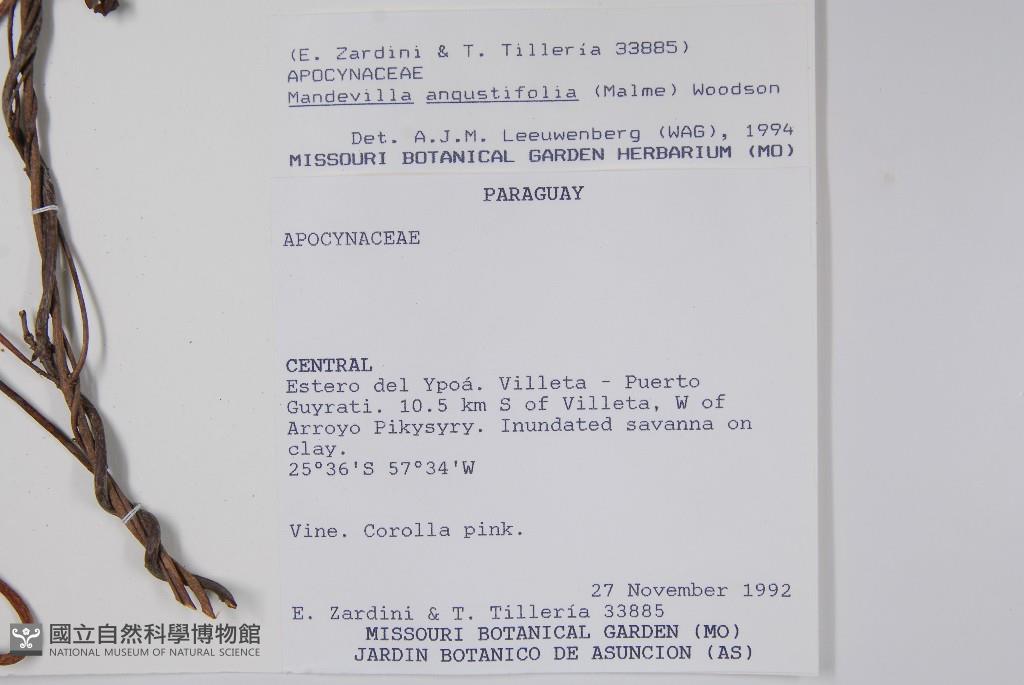 (E. Zardini & T. Tillería 33885)
APOCYNACEAE
Mandevilla angustifolia (Malme) Woodson
Det. A.J.M. Leeuwenberg (WAG), 1994
MISSOURI BOTANICAL GARDEN HERBARIUM (MO)
PARAGUAY
APOCYNACEAE
CENTRAL
Estero del Ypoá. Villeta - Puerto
Guyrati. 10.5 km S of Villeta, W of
Arroyo Pikysyry. Inundated savanna on
clay.
25°36'S 57°34'W
Vine. Corolla pink.
27 November 1992
E. Zardini & T. Tillería 33885
MISSOURI BOTANICAL GARDEN (MO)
JARDIN BOTANICO DE ASUNCION (AS)
國立自然科學博物館
NATIONAL MUSEUM OF NATURAL SCIENCE